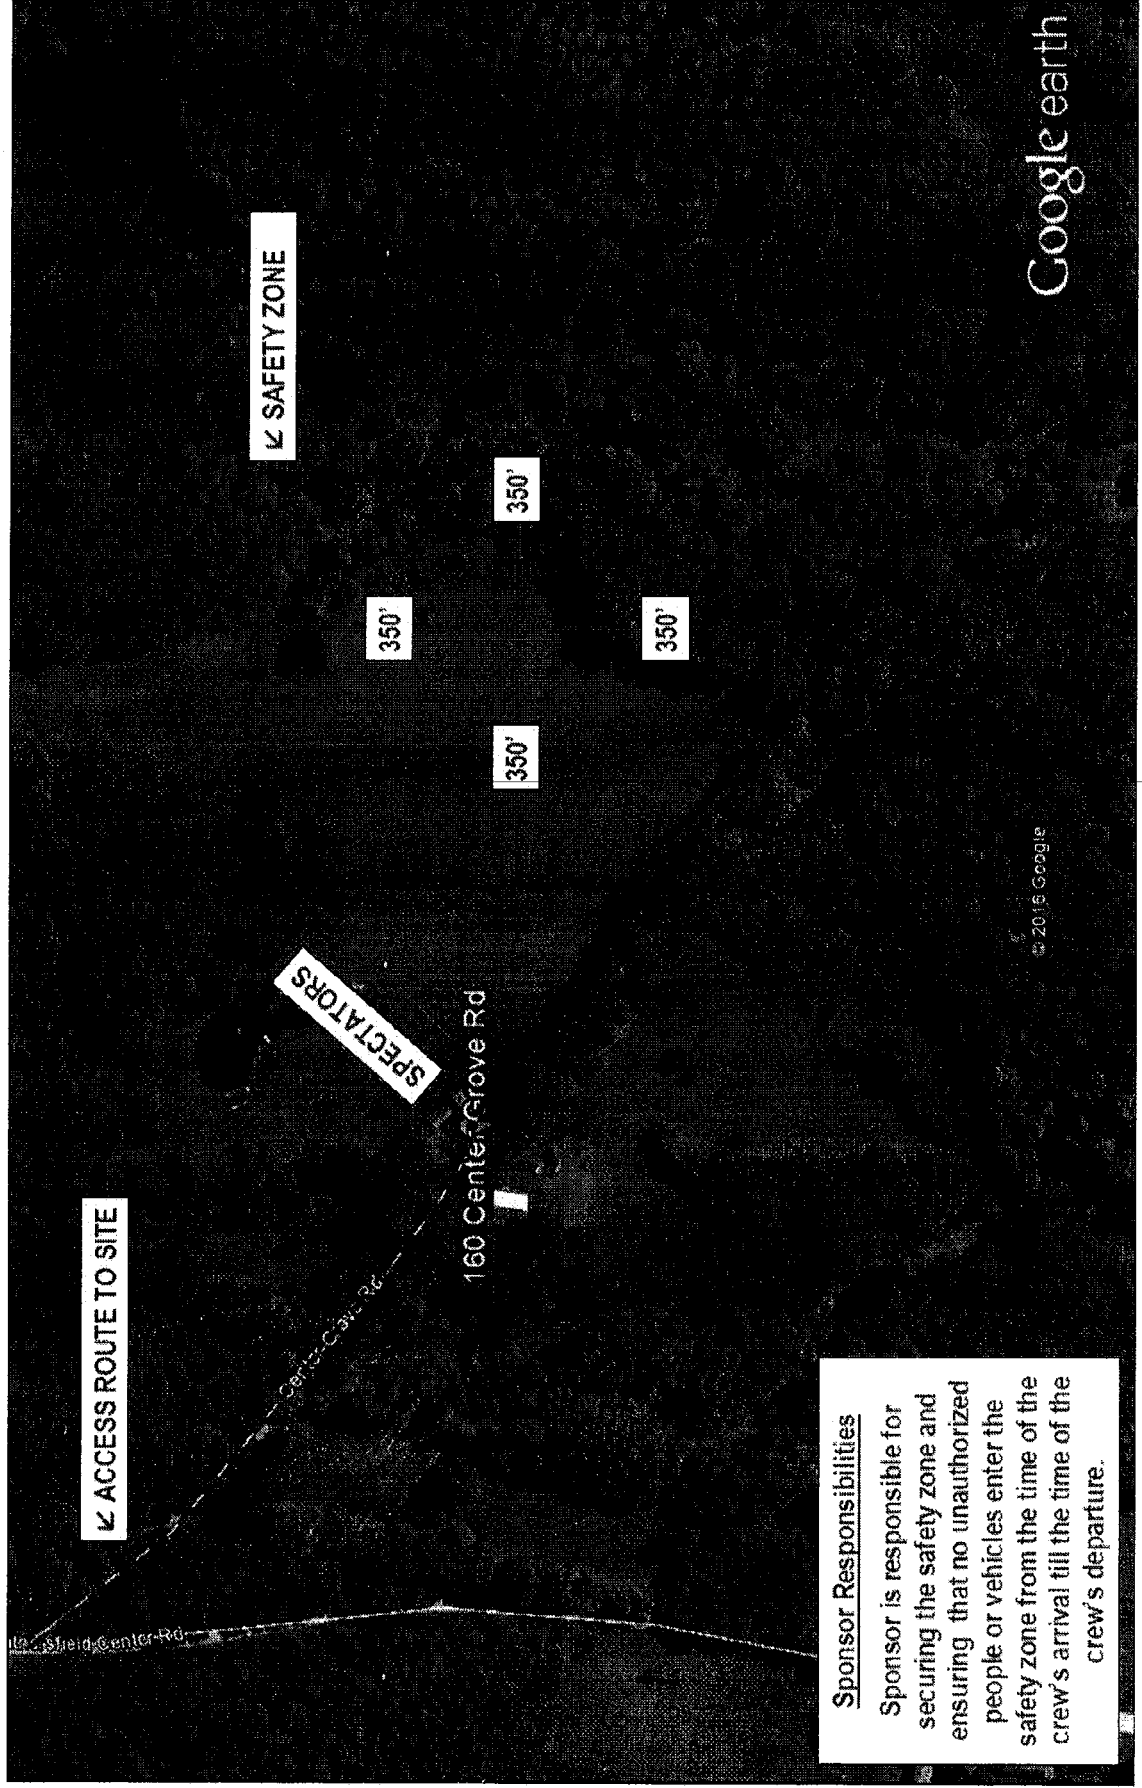 ↙ ACCESS ROUTE TO SITE
↙ SAFETY ZONE
SPECTATORS
350'
350'
350'
350'
Center Grove Rd
160 Center Grove Rd
Center Rd
Sponsor Responsibilities
Sponsor is responsible for
securing the safety zone and
ensuring that no unauthorized
people or vehicles enter the
safety zone from the time of the
crew's arrival till the time of the
crew's departure.
© 2016 Google
Google earth